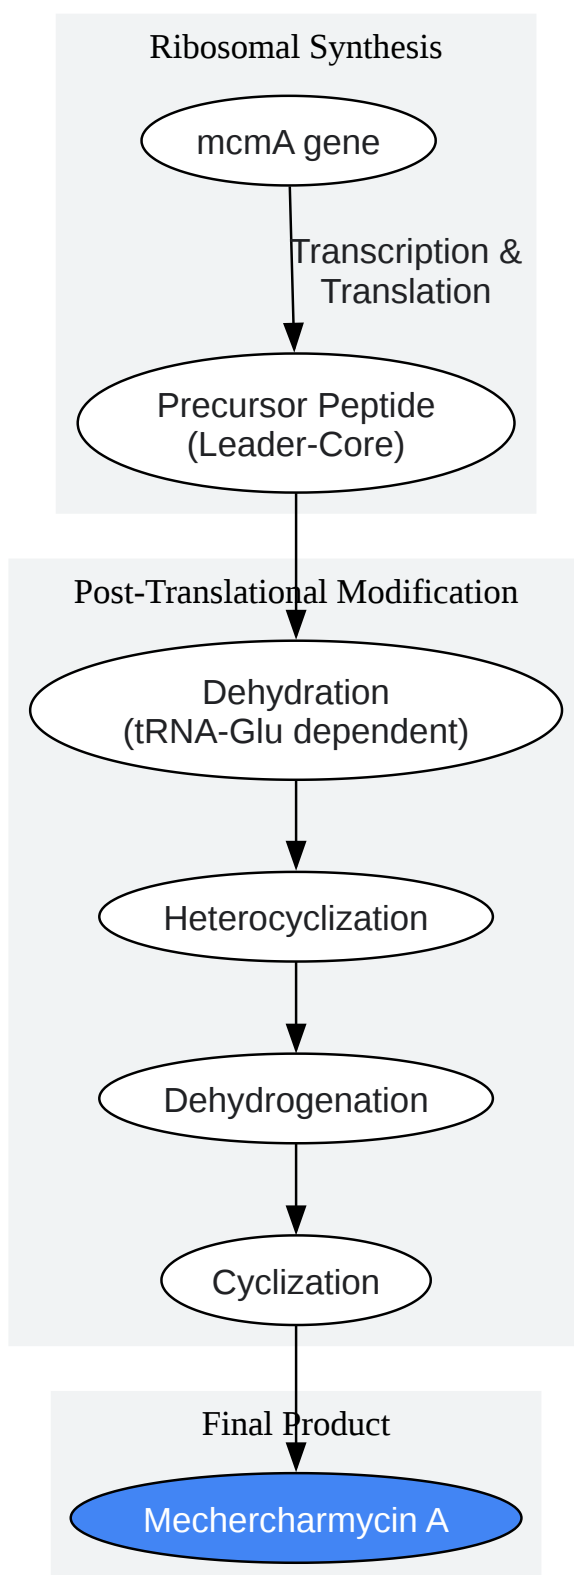 Ribosomal Synthesis
mcmA gene
Transcription &
Translation
Precursor Peptide
(Leader-Core)
Post-Translational Modification
Dehydration
(tRNA-Glu dependent)
Heterocyclization
Dehydrogenation
Cyclization
Final Product
Mechercharmycin A